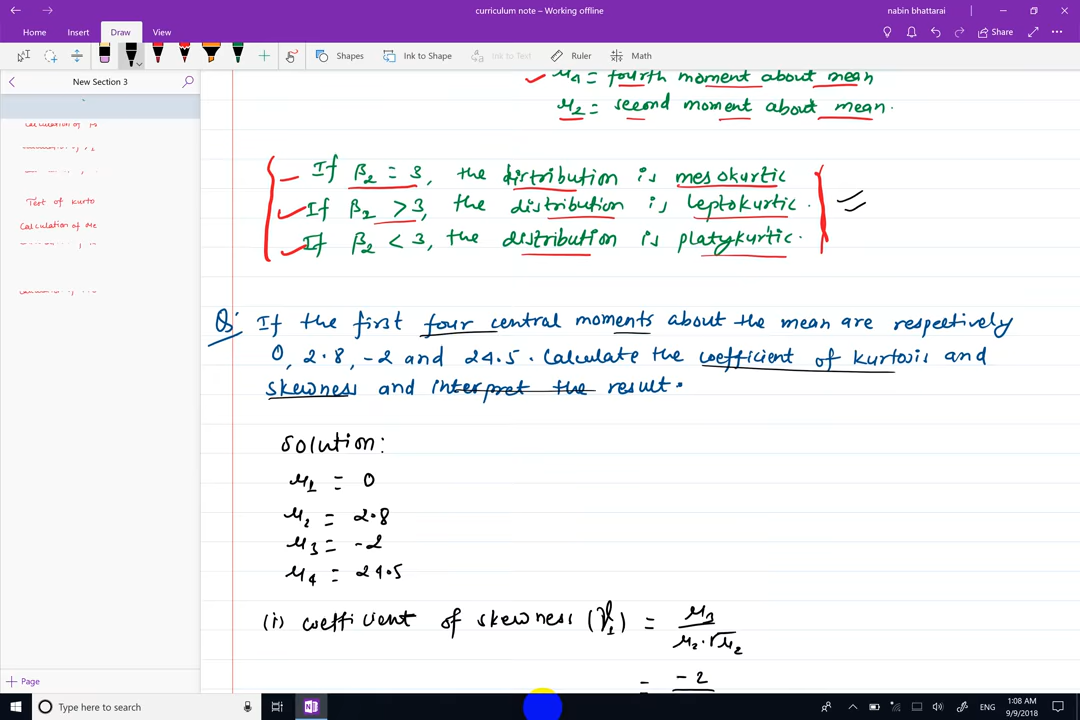 curriculum note – Working offline
nabin bhattarai
Home Insert Draw View
Share
Shapes Ink to Shape Ink to Text Ruler Math
New Section 3
μ4 = fourth moment about mean
μ2 = second moment about mean.
If β2 = 3, the distribution is mesokurtic
If β2 > 3, the distribution is leptokurtic.
If β2 < 3, the distribution is platykurtic.
Test of kurto
Calculation of
Q: If the first four central moments about the mean are respectively
0, 2.8, -2 and 24.5. Calculate the coefficient of kurtosis and
skewness and interpret the result.
Solution:
μ1 = 0
μ2 = 2.8
μ3 = -2
μ4 = 24.5
(i) coefficient of skewness (γ1) = μ3 / μ2·√μ2
= -2
+ Page
Type here to search
ENG
1:08 AM
9/9/2018